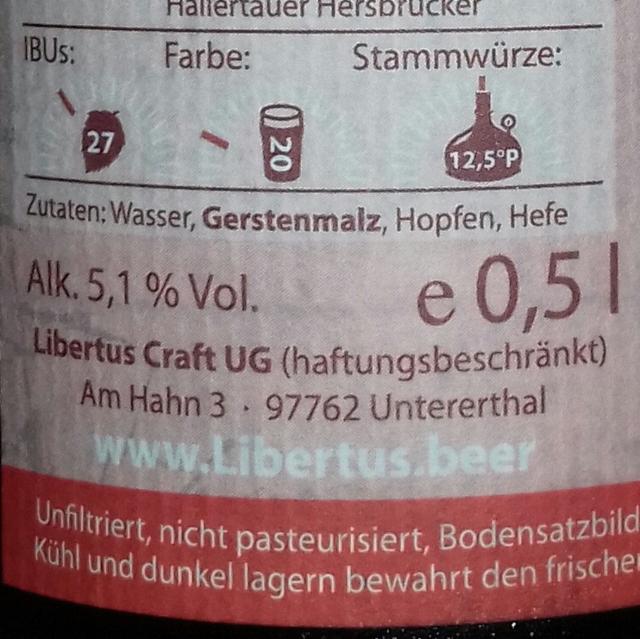 Hallertauer Hersbrucker
IBUs: Farbe: Stammwürze:
27 20 12,5°P
Zutaten: Wasser, Gerstenmalz, Hopfen, Hefe
Alk. 5,1 % Vol. e 0,5 l
Libertus Craft UG (haftungsbeschränkt)
Am Hahn 3 · 97762 Untererthal
www.Libertus.beer
Unfiltriert, nicht pasteurisiert, Bodensatzbild
Kühl und dunkel lagern bewahrt den frische